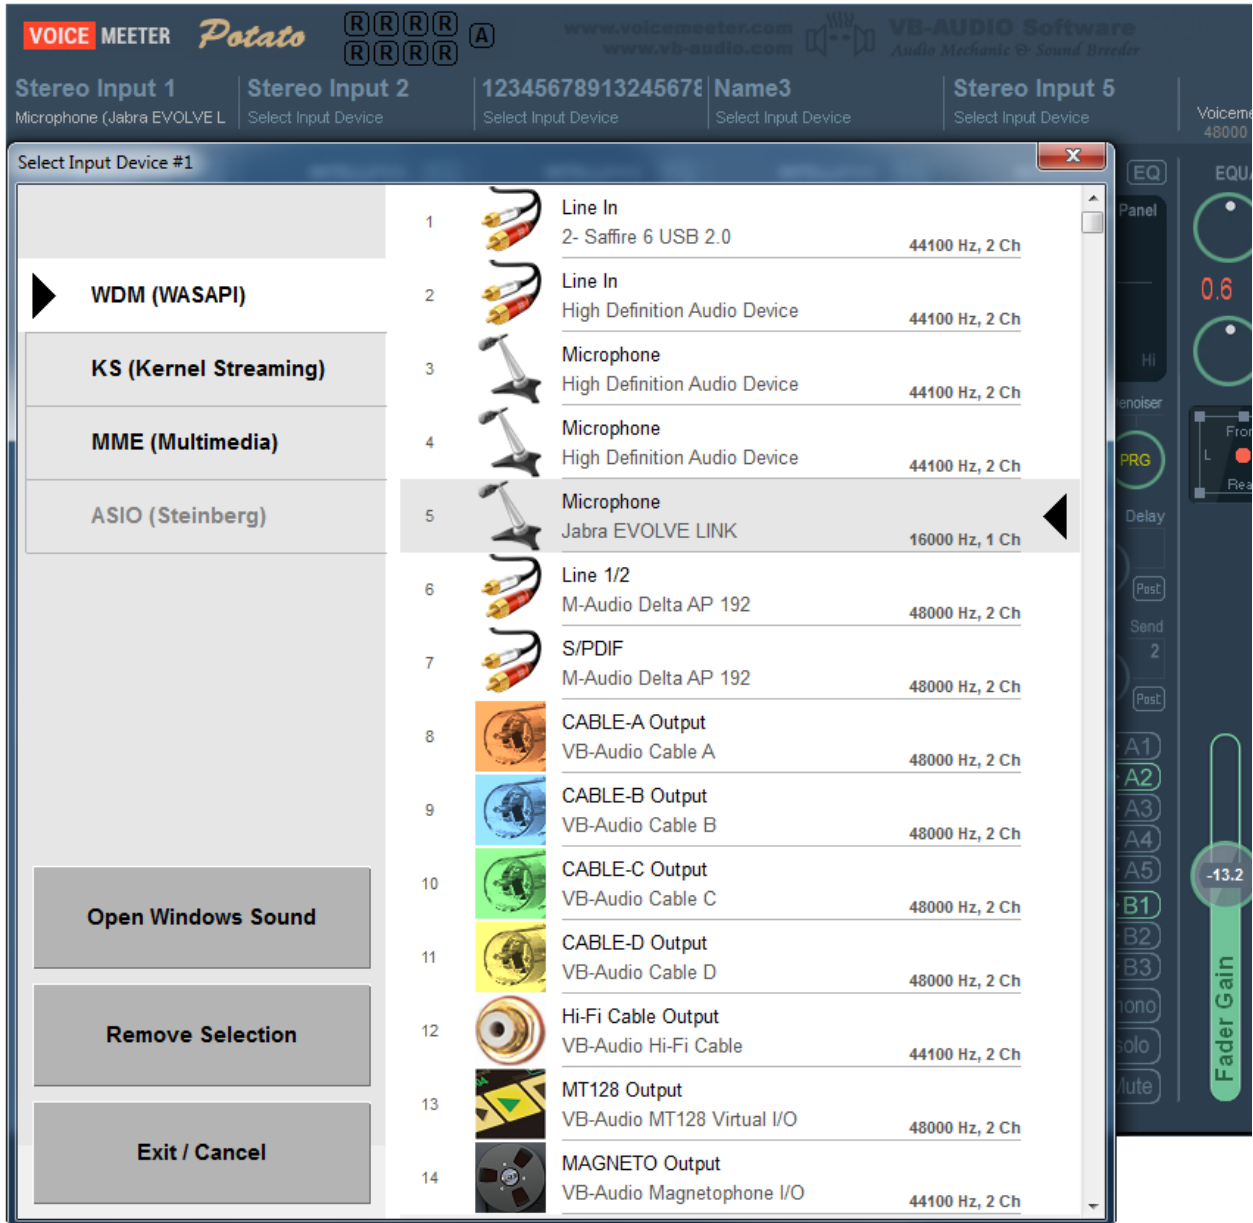 VOICE MEETER Potato
R R R R A
R R R R
www.voicemeeter.com
www.vb-audio.com
VB-AUDIO Software
Audio Mechanic & Sound Breeder
Stereo Input 1
Stereo Input 2
12345678913245678
Name3
Stereo Input 5
Microphone (Jabra EVOLVE L
Select Input Device
Select Input Device
Select Input Device
Select Input Device
Voiceme
48000
Select Input Device #1
X
WDM (WASAPI)
KS (Kernel Streaming)
MME (Multimedia)
ASIO (Steinberg)
Open Windows Sound
Remove Selection
Exit / Cancel
1
Line In
2- Saffire 6 USB 2.0
44100 Hz, 2 Ch
2
Line In
High Definition Audio Device
44100 Hz, 2 Ch
3
Microphone
High Definition Audio Device
44100 Hz, 2 Ch
4
Microphone
High Definition Audio Device
44100 Hz, 2 Ch
5
Microphone
Jabra EVOLVE LINK
16000 Hz, 1 Ch
6
Line 1/2
M-Audio Delta AP 192
48000 Hz, 2 Ch
7
S/PDIF
M-Audio Delta AP 192
48000 Hz, 2 Ch
8
CABLE-A Output
VB-Audio Cable A
48000 Hz, 2 Ch
9
CABLE-B Output
VB-Audio Cable B
48000 Hz, 2 Ch
10
CABLE-C Output
VB-Audio Cable C
48000 Hz, 2 Ch
11
CABLE-D Output
VB-Audio Cable D
48000 Hz, 2 Ch
12
Hi-Fi Cable Output
VB-Audio Hi-Fi Cable
44100 Hz, 2 Ch
13
MT128 Output
VB-Audio MT128 Virtual I/O
48000 Hz, 2 Ch
14
MAGNETO Output
VB-Audio Magnetophone I/O
44100 Hz, 2 Ch
EQ
Panel
Hi
enoiser
PRG
Delay
Post
Send
2
Post
A1
A2
A3
A4
A5
B1
B2
B3
mono
solo
Mute
EQUA
0.6
Fron
L
Rea
-13.2
Fader Gain